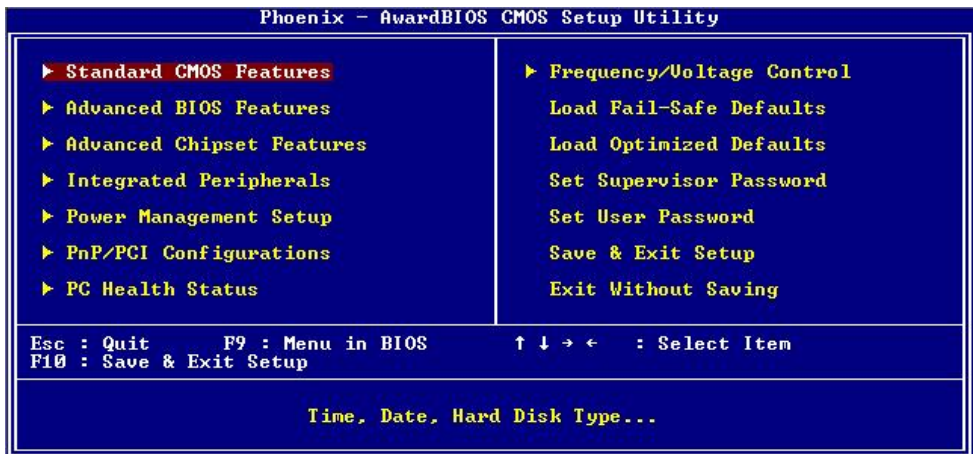 Phoenix - AwardBIOS CMOS Setup Utility
Standard CMOS Features
Advanced BIOS Features
Advanced Chipset Features
Integrated Peripherals
Power Management Setup
PnP/PCI Configurations
PC Health Status
Frequency/Voltage Control
Load Fail-Safe Defaults
Load Optimized Defaults
Set Supervisor Password
Set User Password
Save & Exit Setup
Exit Without Saving
Esc : Quit F9 : Menu in BIOS ↑ ↓ → ← : Select Item
F10 : Save & Exit Setup
Time, Date, Hard Disk Type...